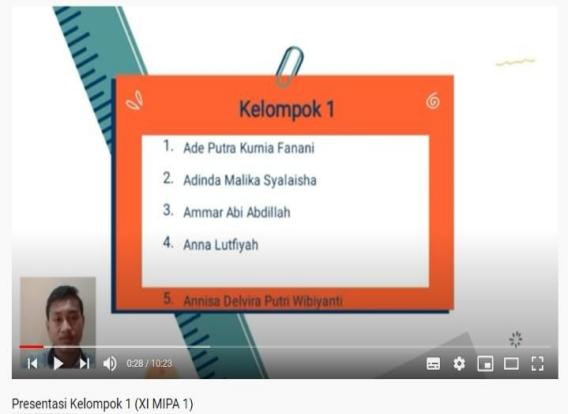 Kelompok 1
1. Ade Putra Kurnia Fanani
2. Adinda Malika Syalaisha
3. Ammar Abi Abdillah
4. Anna Lutfiyah
5. Annisa Delvira Putri Wibiyanti
0:28 / 10:23
Presentasi Kelompok 1 (XI MIPA 1)